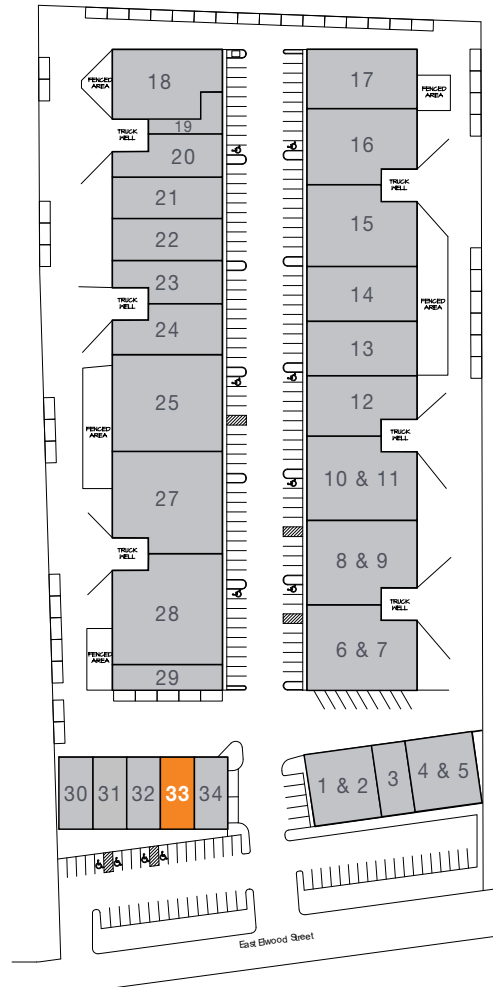 18
FENCED
AREA
TRUCK
WELL
19
20
21
22
23
TRUCK
WELL
24
25
FENCED
AREA
27
TRUCK
WELL
28
FENCED
AREA
29
17
FENCED
AREA
16
TRUCK
WELL
15
14
FENCED
AREA
13
12
TRUCK
WELL
10 & 11
8 & 9
TRUCK
WELL
6 & 7
30
31
32
33
34
1 & 2
3
4 & 5
East Elwood Street